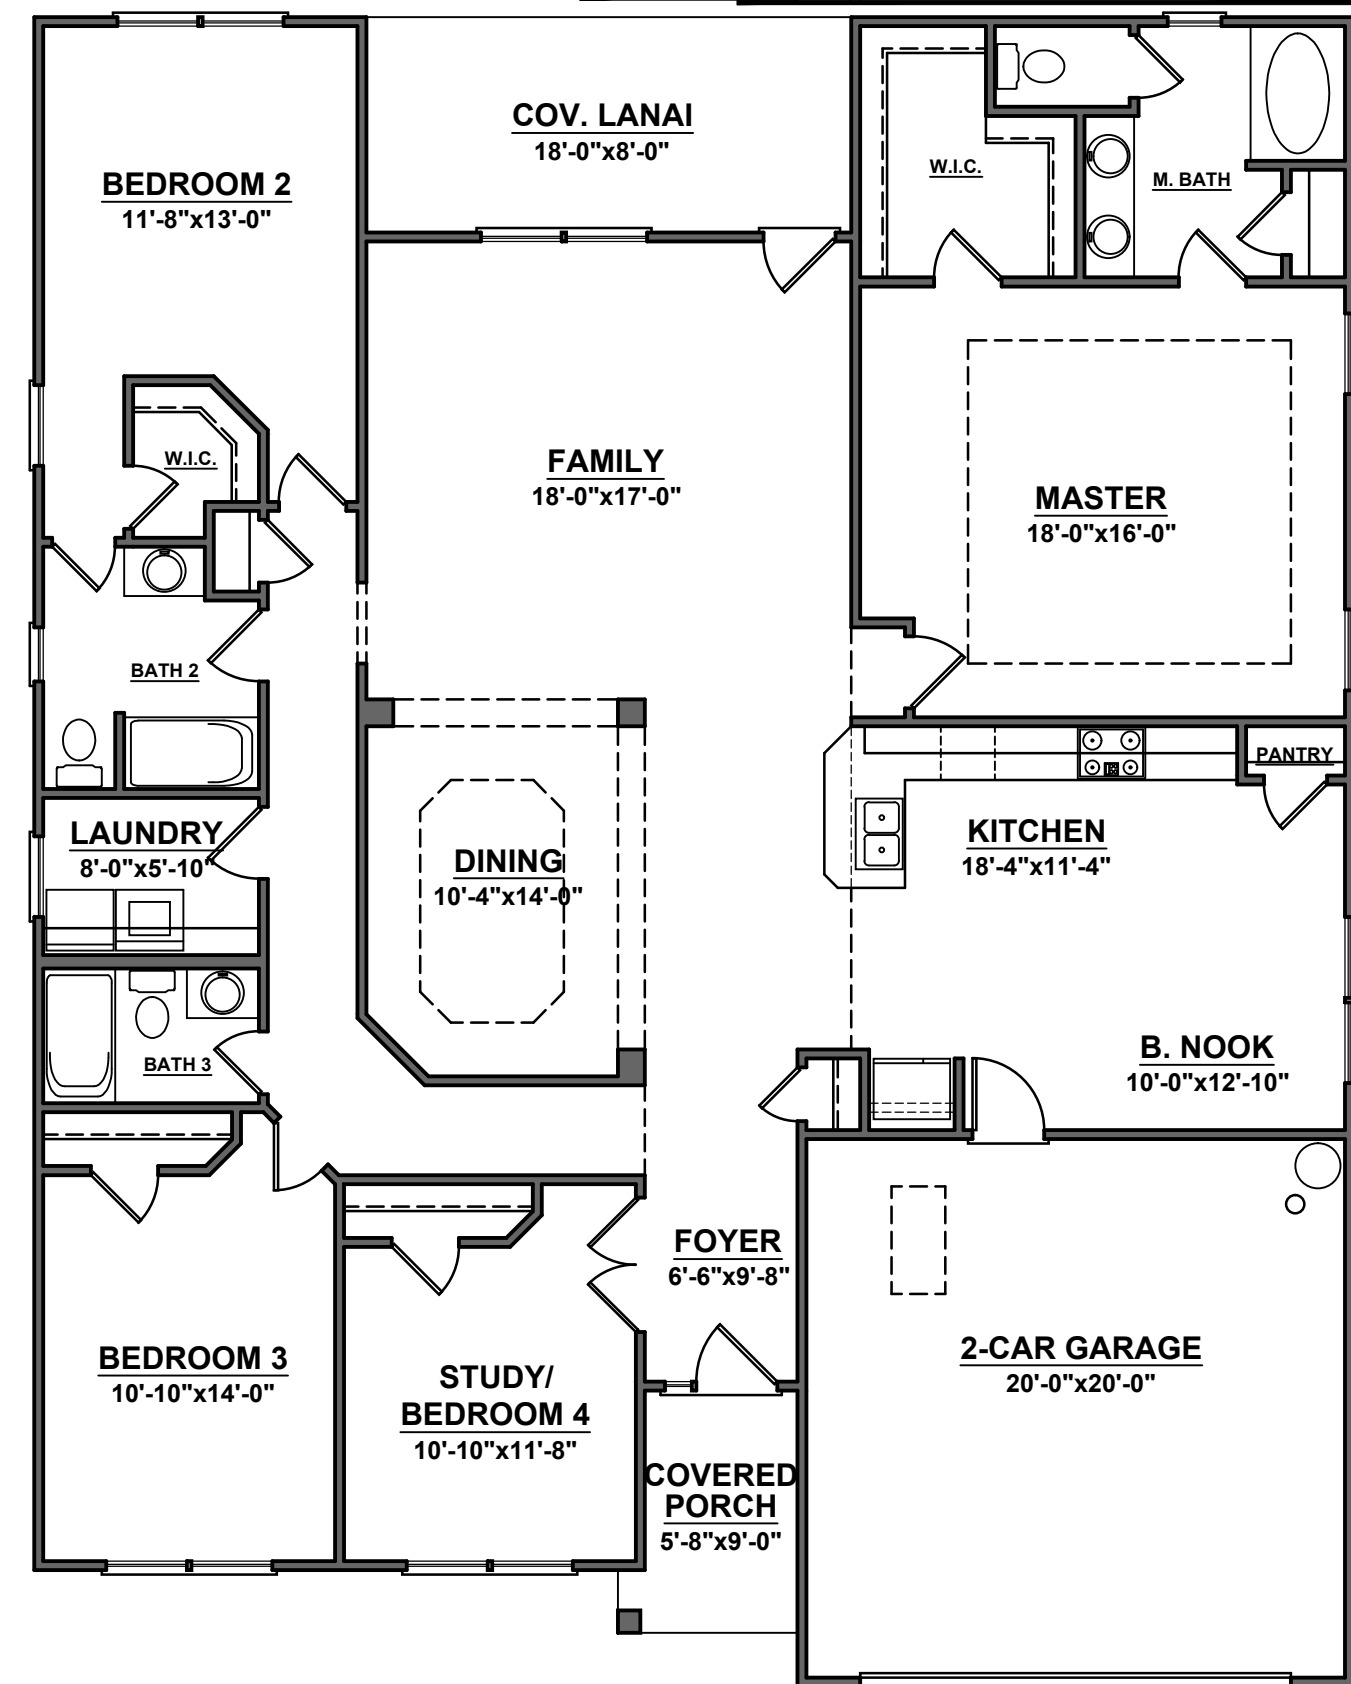 COV. LANAI
18'-0"x8'-0"
BEDROOM 2
11'-8"x13'-0"
W.I.C.
M. BATH
FAMILY
18'-0"x17'-0"
W.I.C.
MASTER
18'-0"x16'-0"
BATH 2
PANTRY
LAUNDRY
8'-0"x5'-10"
DINING
10'-4"x14'-0"
KITCHEN
18'-4"x11'-4"
B. NOOK
10'-0"x12'-10"
BATH 3
FOYER
6'-6"x9'-8"
BEDROOM 3
10'-10"x14'-0"
STUDY/
BEDROOM 4
10'-10"x11'-8"
2-CAR GARAGE
20'-0"x20'-0"
COVERED
PORCH
5'-8"x9'-0"